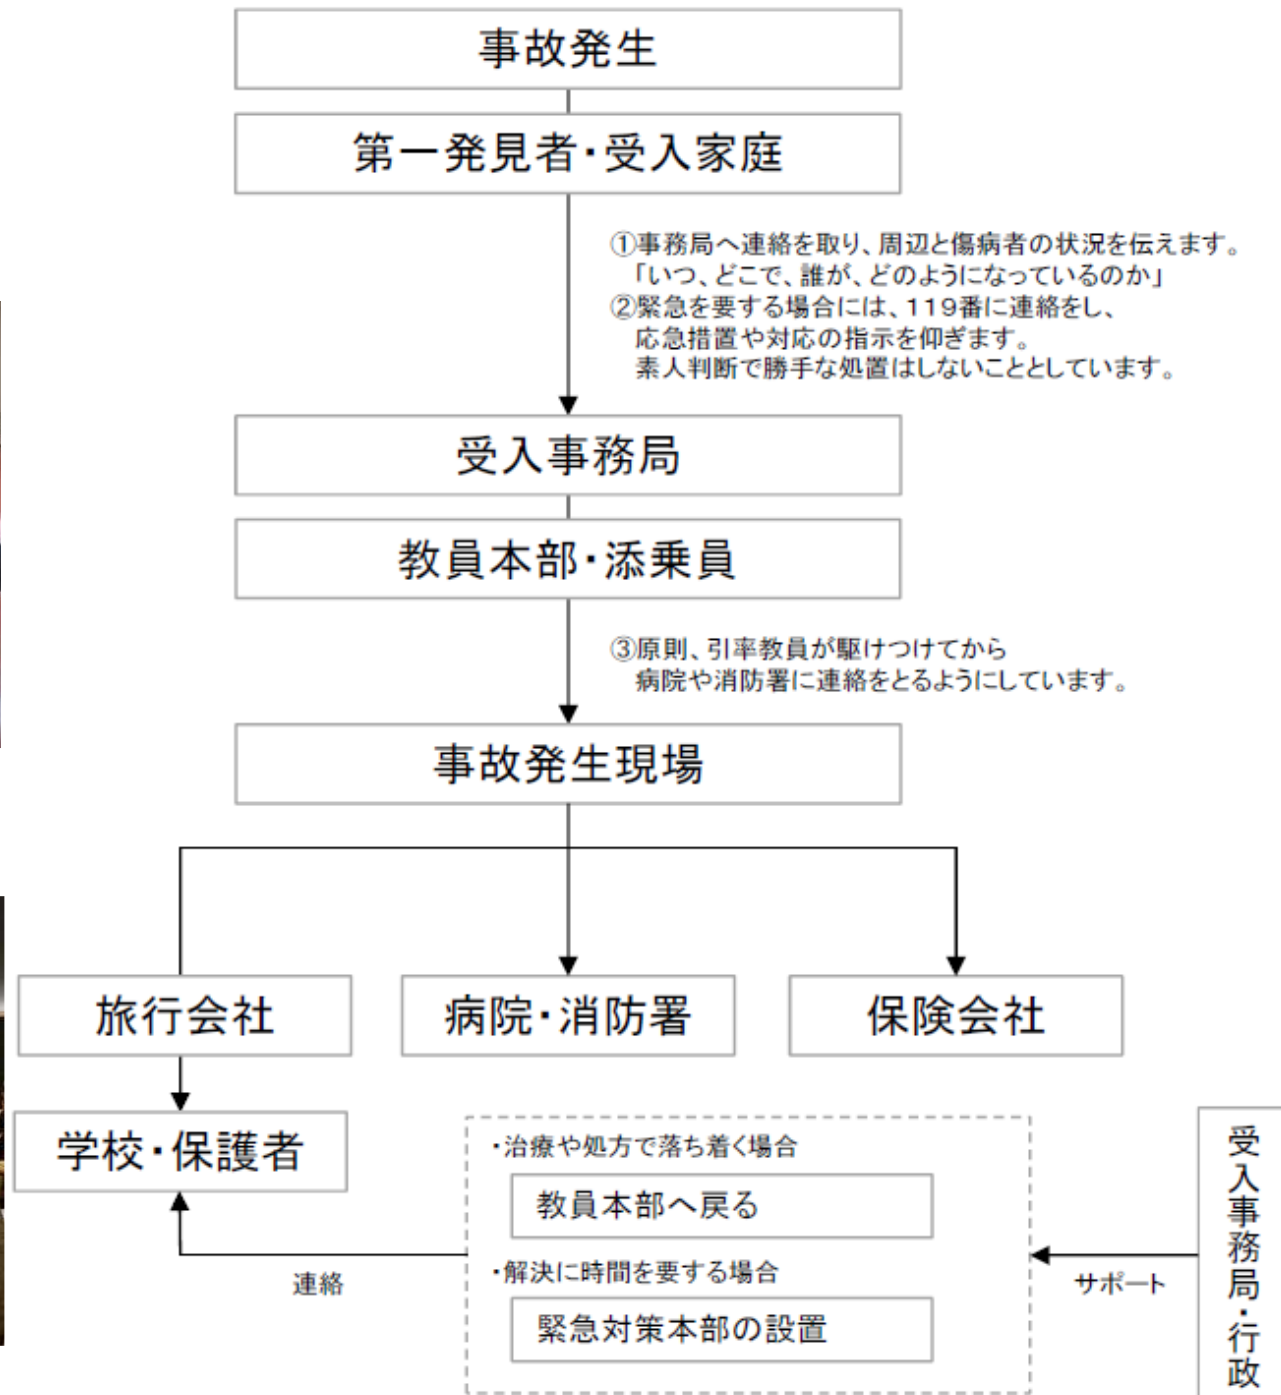 事故発生
第一発見者・受入家庭
①事務局へ連絡を取り、周辺と傷病者の状況を伝えます。
「いつ、どこで、誰が、どのようになっているのか」
②緊急を要する場合には、119番に連絡をし、
応急措置や対応の指示を仰ぎます。
素人判断で勝手な処置はしないこととしています。
受入事務局
教員本部・添乗員
③原則、引率教員が駆けつけてから
病院や消防署に連絡をとるようにしています。
事故発生現場
旅行会社
病院・消防署
保険会社
学校・保護者
・治療や処方で落ち着く場合
教員本部へ戻る
・解決に時間を要する場合
緊急対策本部の設置
連絡
サポート
受入事務局・行政